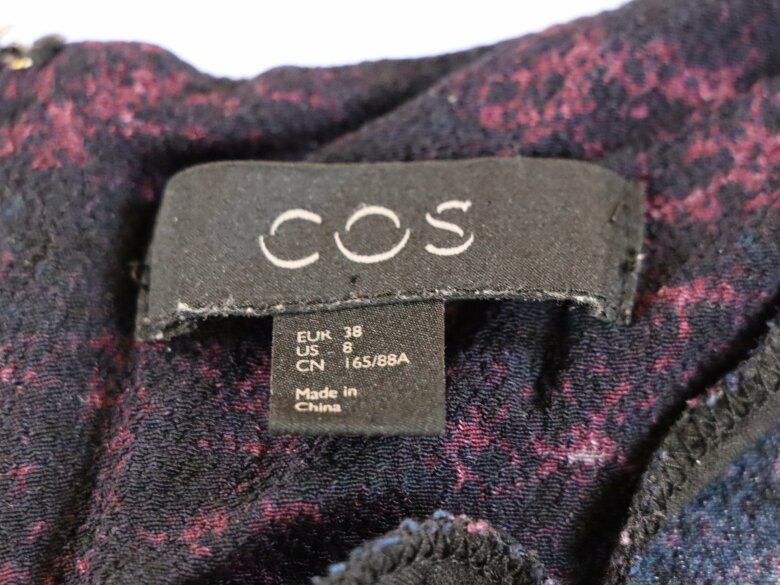 COS
EUR 38
US 8
CN 165/88A
Made in
China